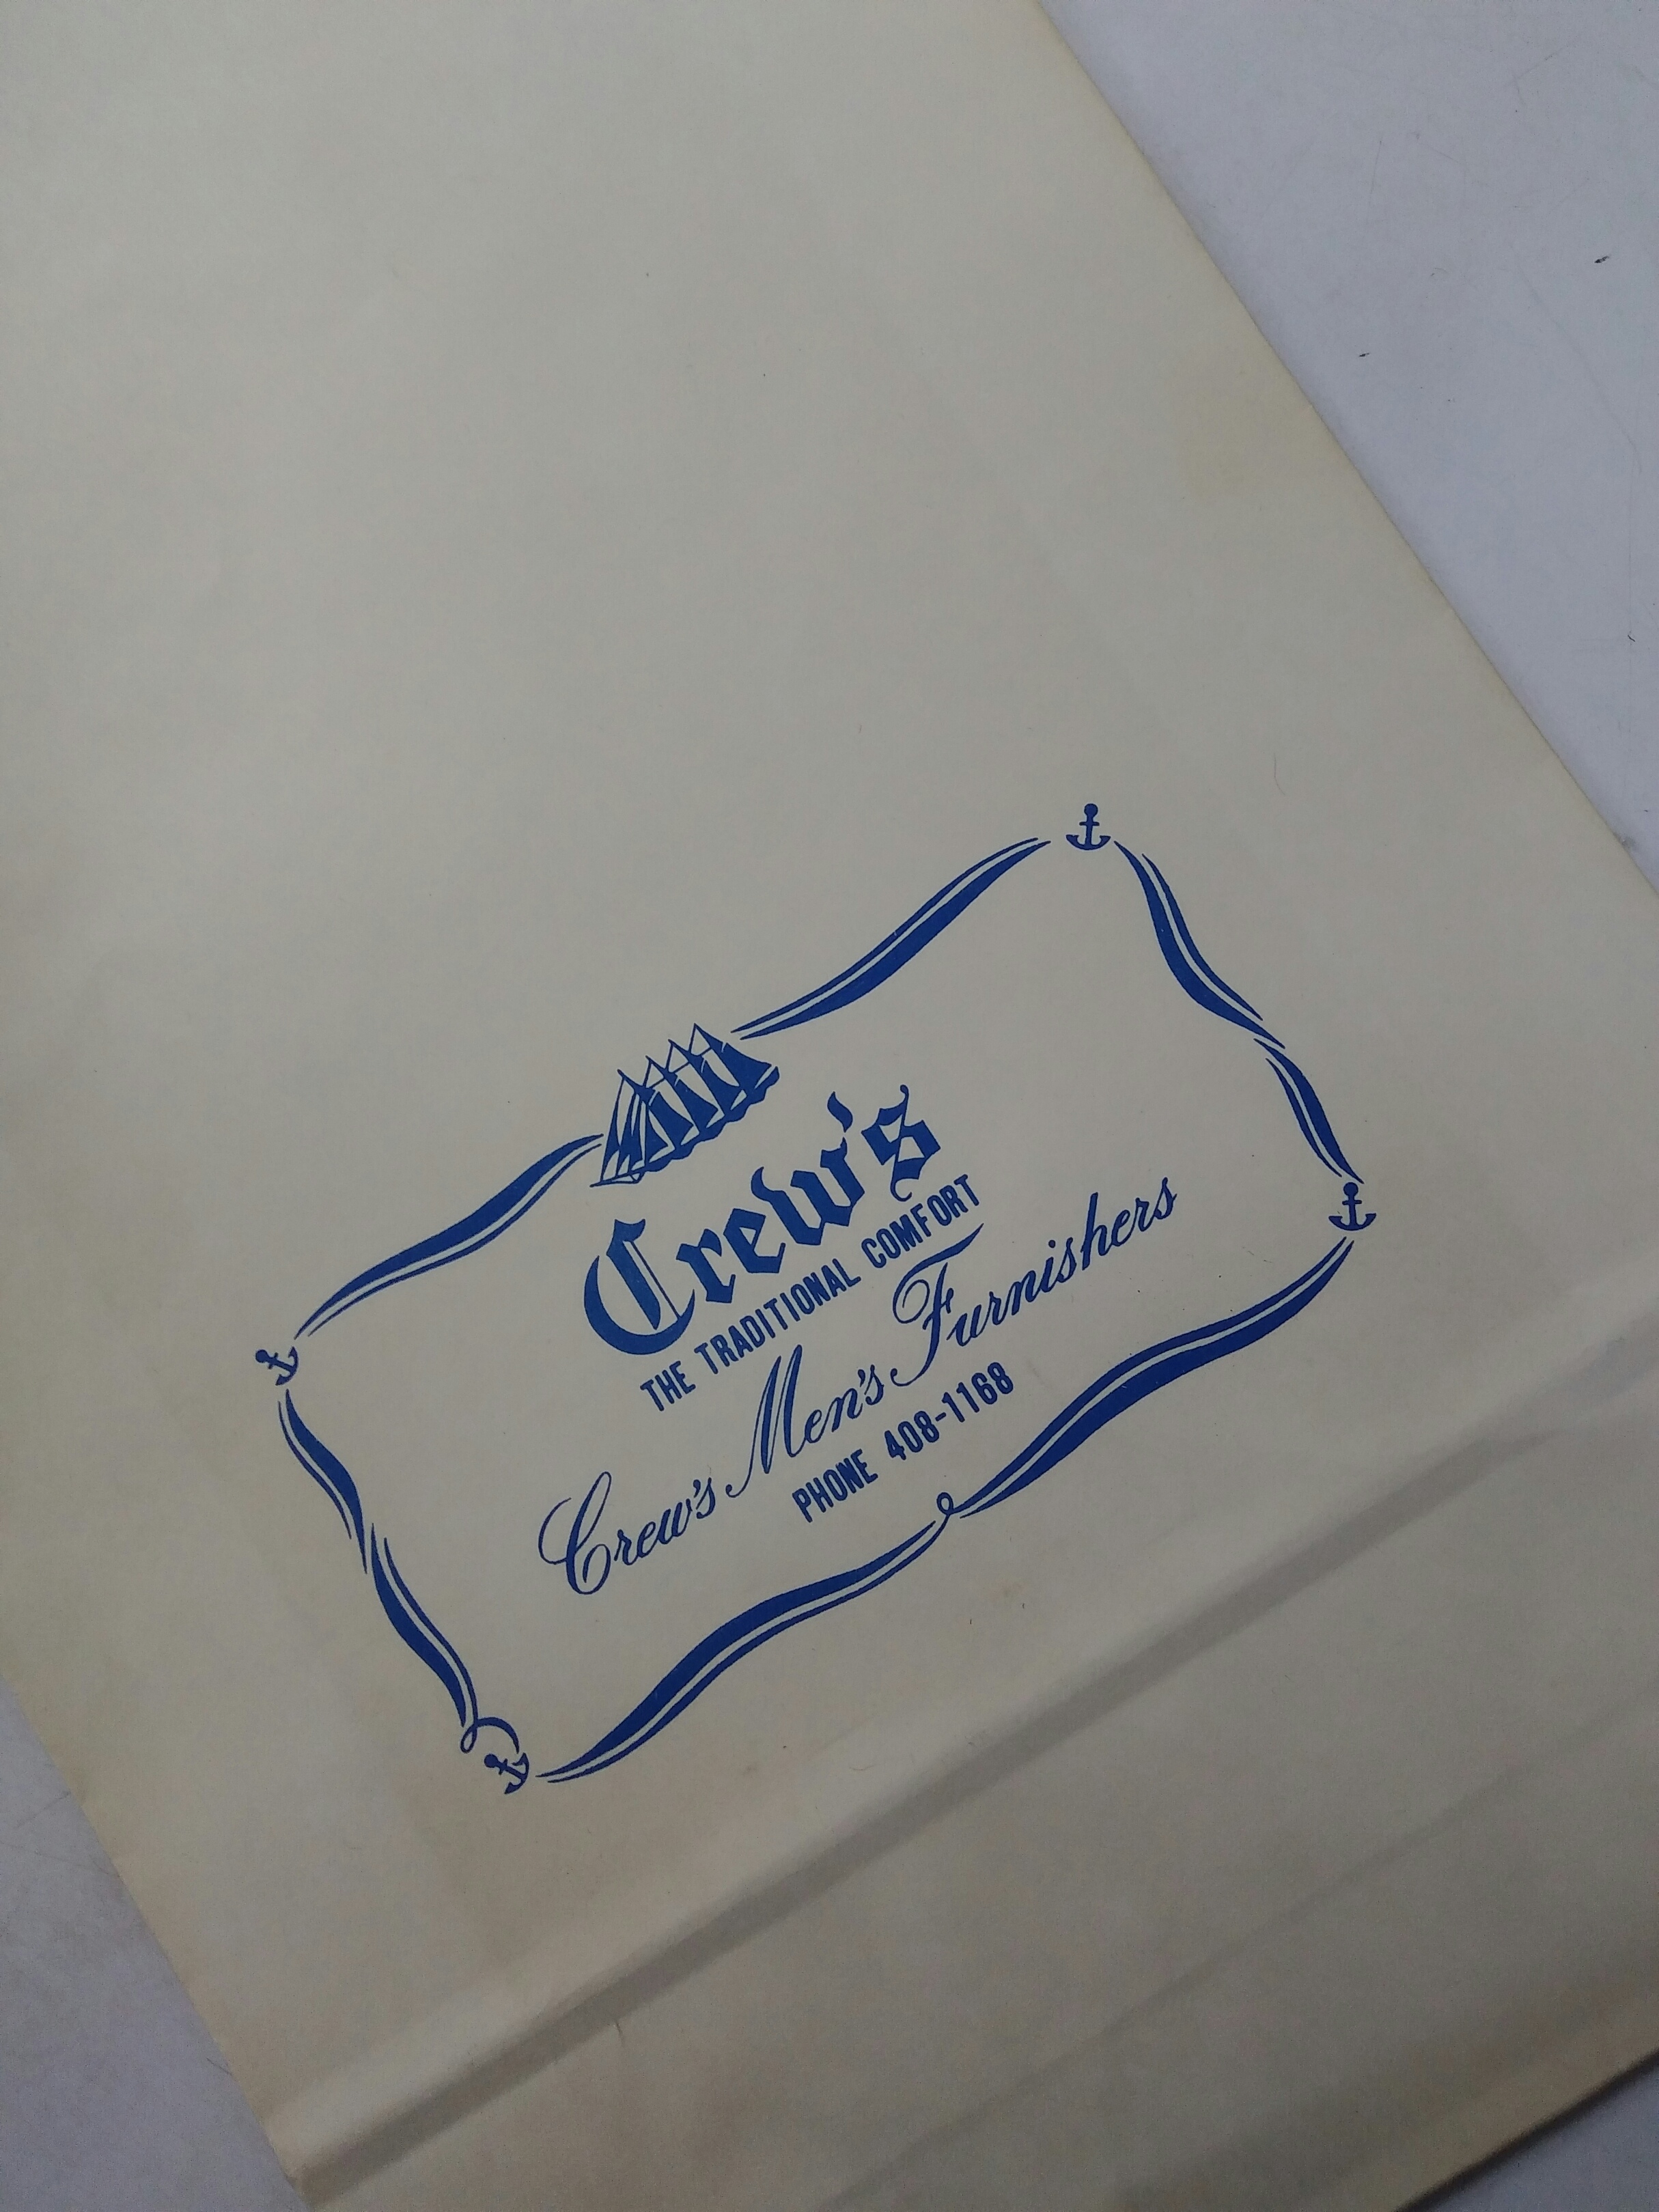 Crew's
THE TRADITIONAL COMFORT
Crew's Men's Furnishers
PHONE 408-1168